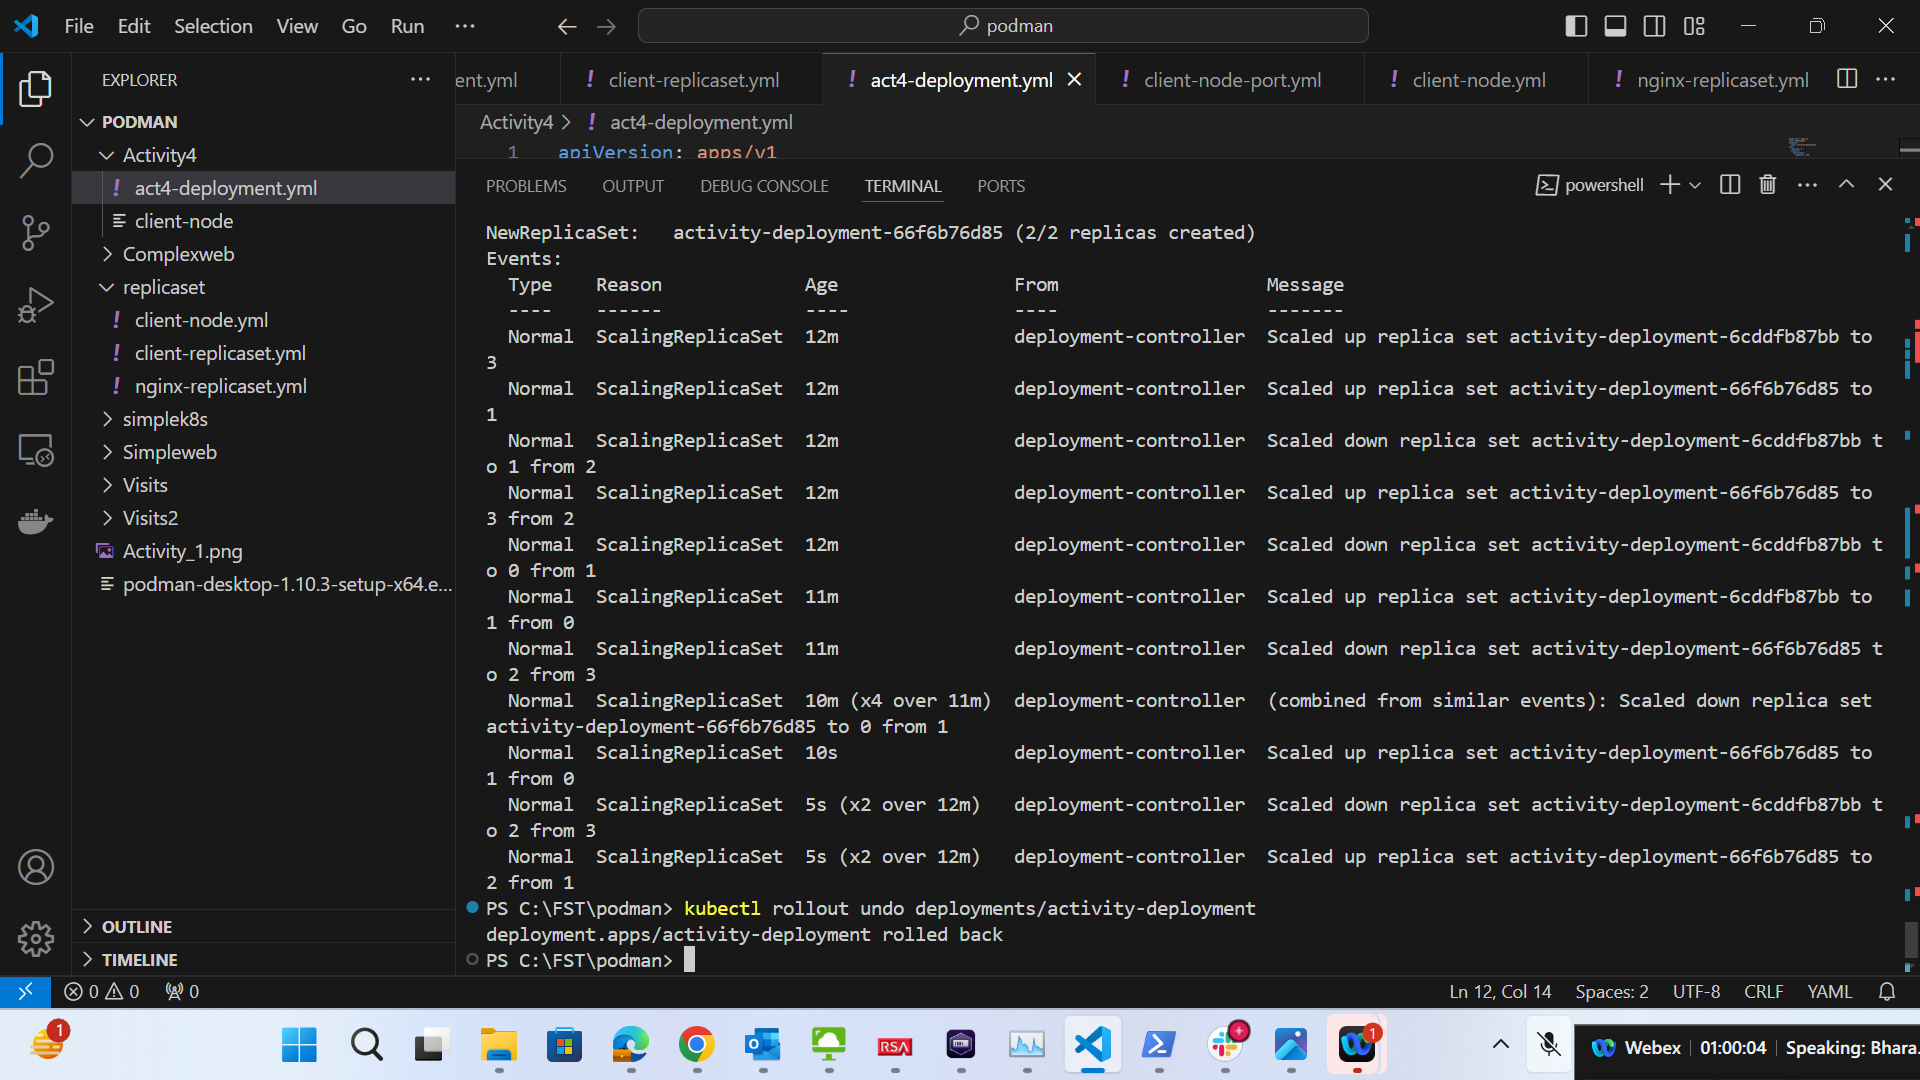 File Edit Selection View Go Run ···
podman
EXPLORER
ent.yml
! client-replicaset.yml
! act4-deployment.yml
! client-node-port.yml
! client-node.yml
! nginx-replicaset.yml
PODMAN
Activity4
! act4-deployment.yml
client-node
Complexweb
replicaset
! client-node.yml
! client-replicaset.yml
! nginx-replicaset.yml
simplek8s
Simpleweb
Visits
Visits2
Activity_1.png
podman-desktop-1.10.3-setup-x64.e...
OUTLINE
TIMELINE
Activity4 > ! act4-deployment.yml
1 apiVersion: apps/v1
PROBLEMS OUTPUT DEBUG CONSOLE TERMINAL PORTS
powershell
NewReplicaSet:   activity-deployment-66f6b76d85 (2/2 replicas created)
Events:
  Type    Reason             Age                From                   Message
  ----    ------             ----               ----                   -------
  Normal  ScalingReplicaSet  12m                deployment-controller  Scaled up replica set activity-deployment-6cddfb87bb to
3
  Normal  ScalingReplicaSet  12m                deployment-controller  Scaled up replica set activity-deployment-66f6b76d85 to
1
  Normal  ScalingReplicaSet  12m                deployment-controller  Scaled down replica set activity-deployment-6cddfb87bb t
o 1 from 2
  Normal  ScalingReplicaSet  12m                deployment-controller  Scaled up replica set activity-deployment-66f6b76d85 to
3 from 2
  Normal  ScalingReplicaSet  12m                deployment-controller  Scaled down replica set activity-deployment-6cddfb87bb t
o 0 from 1
  Normal  ScalingReplicaSet  11m                deployment-controller  Scaled up replica set activity-deployment-6cddfb87bb to
1 from 0
  Normal  ScalingReplicaSet  11m                deployment-controller  Scaled down replica set activity-deployment-66f6b76d85 t
o 2 from 3
  Normal  ScalingReplicaSet  10m (x4 over 11m)  deployment-controller  (combined from similar events): Scaled down replica set
activity-deployment-66f6b76d85 to 0 from 1
  Normal  ScalingReplicaSet  10s                deployment-controller  Scaled up replica set activity-deployment-66f6b76d85 to
1 from 0
  Normal  ScalingReplicaSet  5s (x2 over 12m)   deployment-controller  Scaled down replica set activity-deployment-6cddfb87bb t
o 2 from 3
  Normal  ScalingReplicaSet  5s (x2 over 12m)   deployment-controller  Scaled up replica set activity-deployment-66f6b76d85 to
2 from 1
PS C:\FST\podman> kubectl rollout undo deployments/activity-deployment
deployment.apps/activity-deployment rolled back
PS C:\FST\podman>
0 0 0
Ln 12, Col 14 Spaces: 2 UTF-8 CRLF YAML
1
RSA
1
Webex | 01:00:04 | Speaking: Bhara.